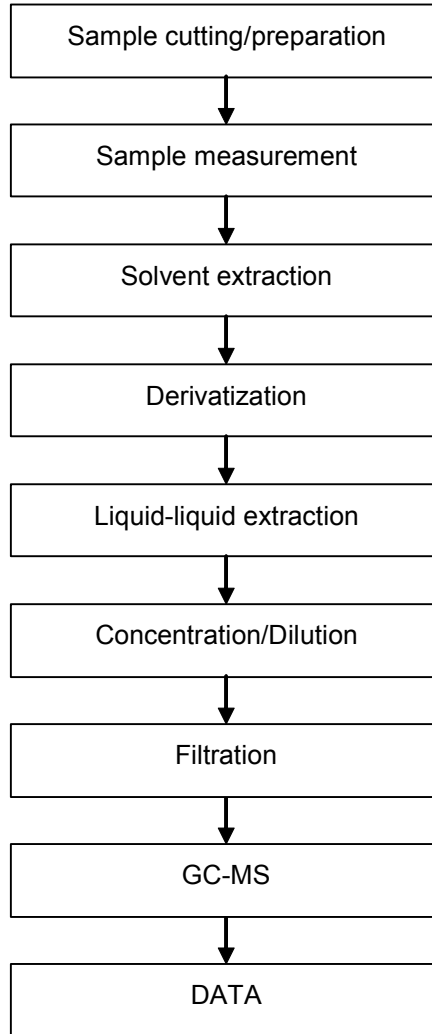 Sample cutting/preparation
Sample measurement
Solvent extraction
Derivatization
Liquid-liquid extraction
Concentration/Dilution
Filtration
GC-MS
DATA